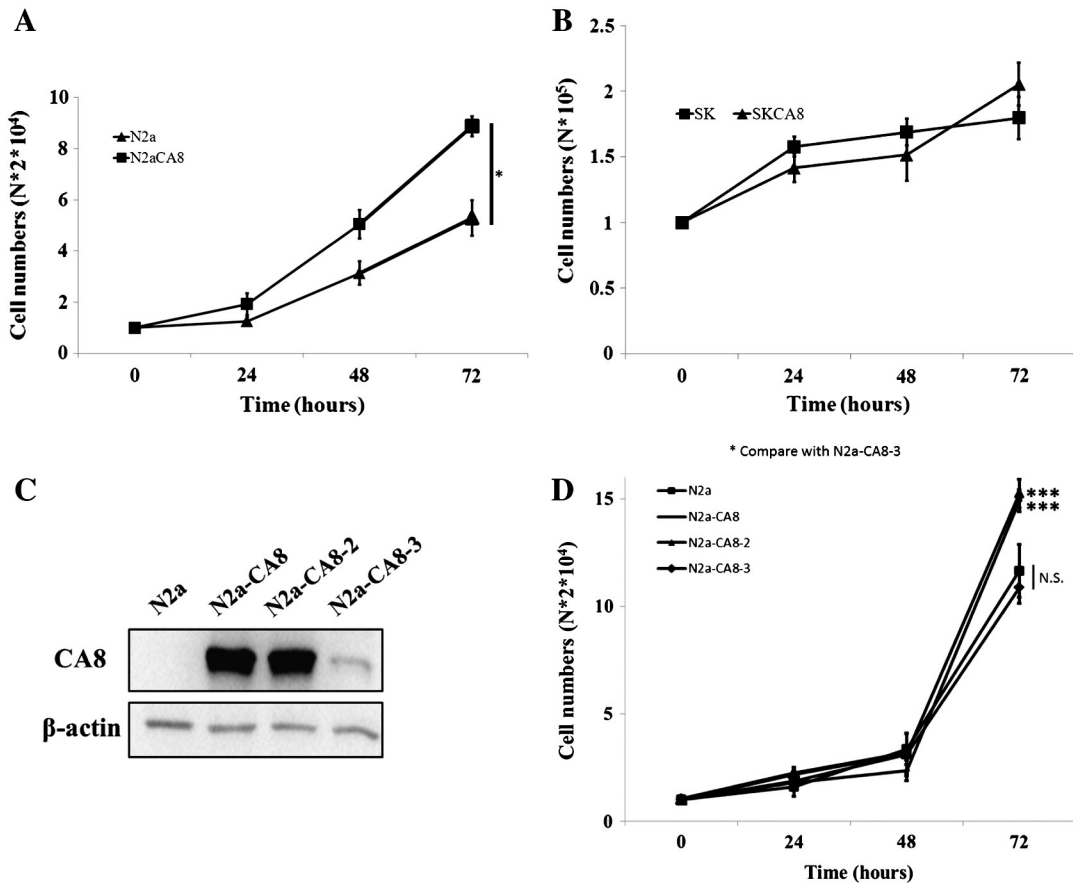 A
Cell numbers (N*2*10⁴)
10
8
6
4
2
0
N2a
N2aCA8
*
0 24 48 72
Time (hours)
B
Cell numbers (N*10⁵)
2.5
2
1.5
1
0.5
0
SK SKCA8
0 24 48 72
Time (hours)
C
N2a N2a-CA8 N2a-CA8-2 N2a-CA8-3
CA8
β-actin
* Compare with N2a-CA8-3
D
Cell numbers (N*2*10⁴)
15
10
5
0
N2a
N2a-CA8
N2a-CA8-2
N2a-CA8-3
***
***
N.S.
0 24 48 72
Time (hours)